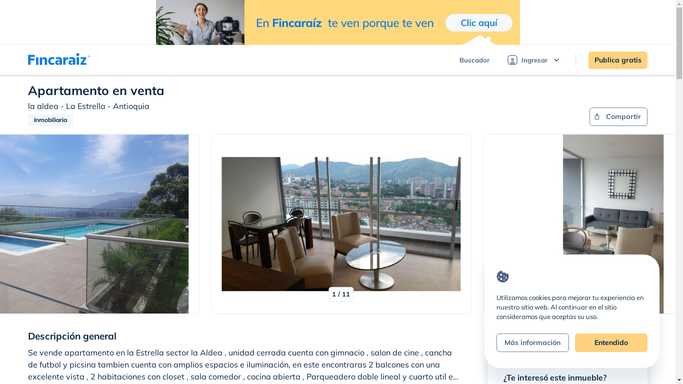 En Fincaraíz te ven porque te ven
Clic aquí
Fincaraíz
Buscador
Ingresar
Publica gratis
Apartamento en venta
la aldea - La Estrella - Antioquia
Inmobiliaria
Compartir
1 / 11
Utilizamos cookies para mejorar tu experiencia en
nuestro sitio web. Al continuar en el sitio
consideramos que aceptas su uso.
Más información
Entendido
Descripción general
Se vende apartamento en la Estrella sector la Aldea , unidad cerrada cuenta con gimnacio , salon de cine , cancha
de futbol y picsina tambien cuenta con amplios espacios e iluminación, en este encontraras 2 balcones con una
excelente vista , 2 habitaciones con closet , sala comedor , cocina abierta , Parqueadero doble lineal y cuarto util e...
¿Te interesó este inmueble?